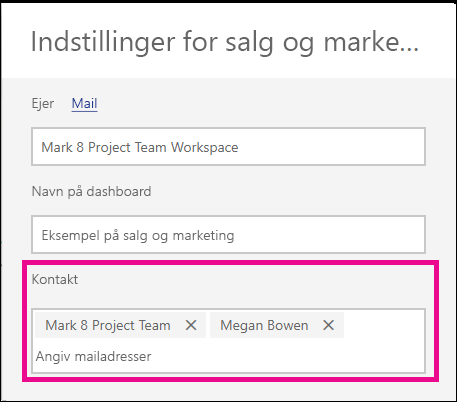 Indstillinger for salg og marke...
Ejer Mail
Mark 8 Project Team Workspace
Navn på dashboard
Eksempel på salg og marketing
Kontakt
Mark 8 Project Team Megan Bowen
Angiv mailadresser